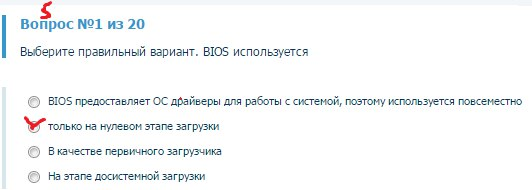 5
Вопрос №1 из 20
Выберите правильный вариант. BIOS используется
BIOS предоставляет ОС драйверы для работы с системой, поэтому используется повсеместно
только на нулевом этапе загрузки
В качестве первичного загрузчика
На этапе досистемной загрузки